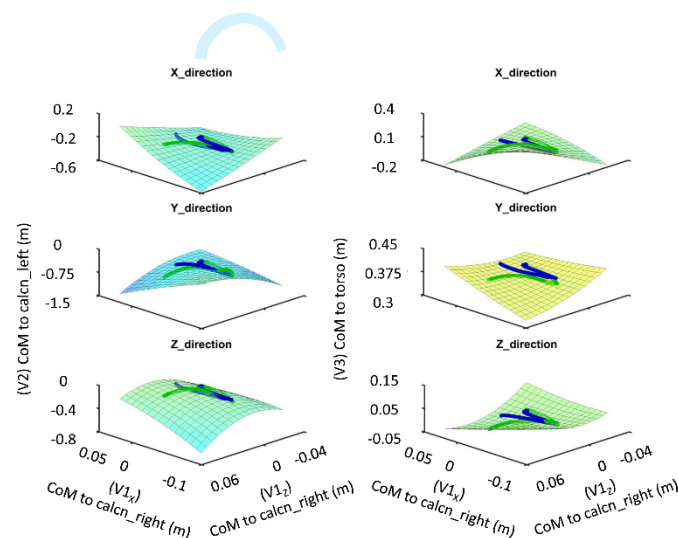 X_direction
X_direction
0.2
-0.2
-0.6
0.4
0.1
-0.2
Y_direction
Y_direction
0
-0.75
-1.5
0.45
0.375
0.3
(V2) CoM to calcn_left (m)
(V3) CoM to torso (m)
Z_direction
Z_direction
0
-0.4
-0.8
0.15
0.05
-0.05
0.05
0
-0.1
0.06
0
-0.04
0.05
0
-0.1
0.06
0
-0.04
(V1x)
CoM to calcn_right (m)
(V1z)
CoM to calcn_right (m)
(V1x)
CoM to calcn_right (m)
(V1z)
CoM to calcn_right (m)